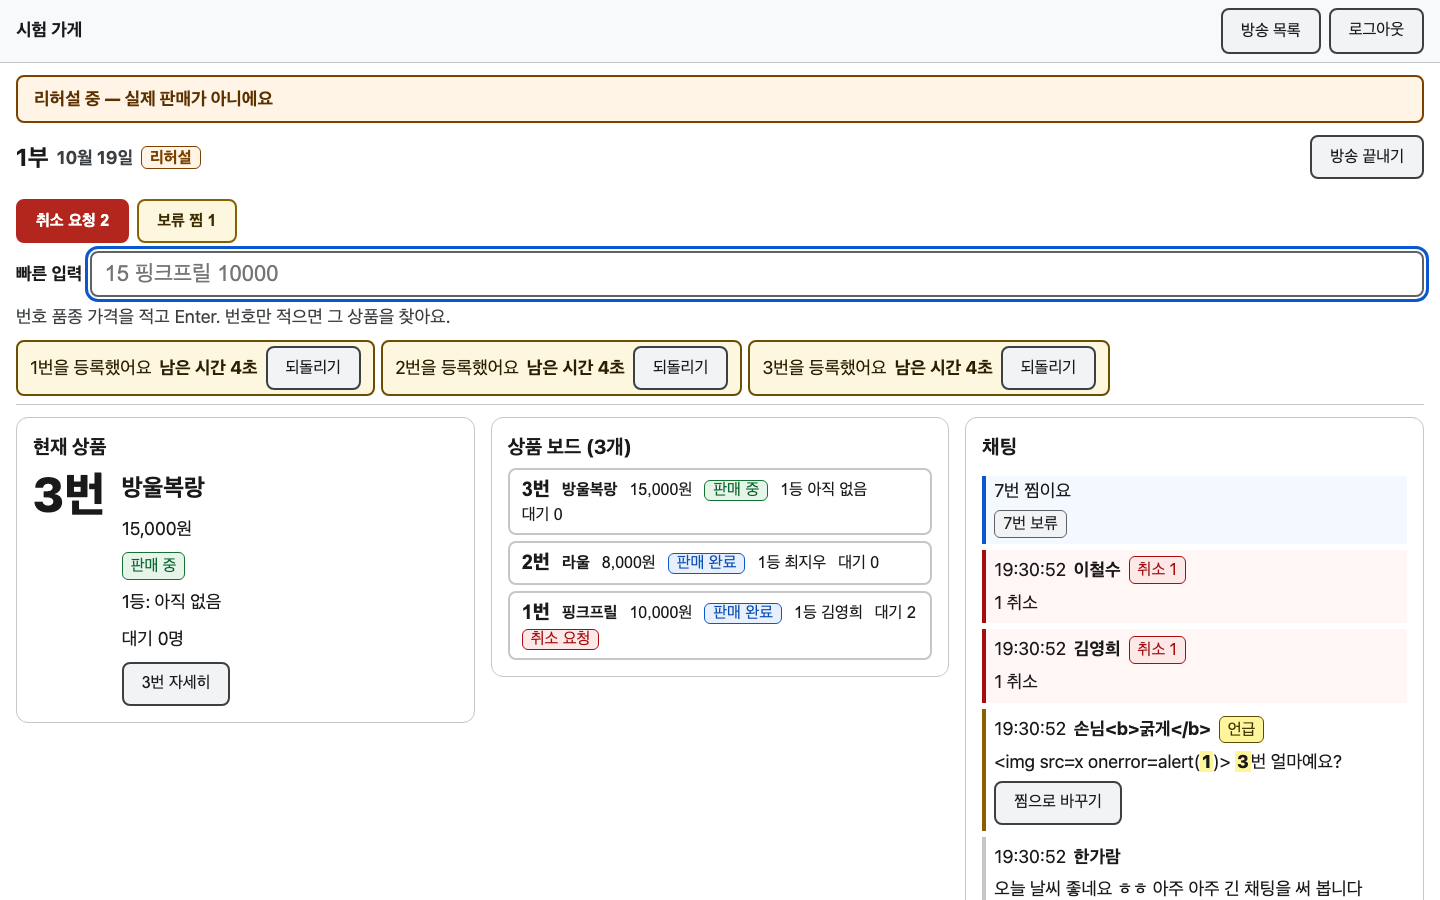 시험 가게
방송 목록
로그아웃
리허설 중 — 실제 판매가 아니에요
1부 10월 19일 리허설
방송 끝내기
취소 요청 2
보류 찜 1
빠른 입력 15 핑크프릴 10000
번호 품종 가격을 적고 Enter. 번호만 적으면 그 상품을 찾아요.
1번을 등록했어요 남은 시간 4초 되돌리기
2번을 등록했어요 남은 시간 4초 되돌리기
3번을 등록했어요 남은 시간 4초 되돌리기
현재 상품
3번 방울복랑
15,000원
판매 중
1등: 아직 없음
대기 0명
3번 자세히
상품 보드 (3개)
3번 방울복랑 15,000원 판매 중 1등 아직 없음
대기 0
2번 라울 8,000원 판매 완료 1등 최지우 대기 0
1번 핑크프릴 10,000원 판매 완료 1등 김영희 대기 2
취소 요청
채팅
7번 찜이요
7번 보류
19:30:52 이철수 취소 1
1 취소
19:30:52 김영희 취소 1
1 취소
19:30:52 손님<b>굵게</b> 언급
<img src=x onerror=alert(1)> 3번 얼마예요?
찜으로 바꾸기
19:30:52 한가람
오늘 날씨 좋네요 ㅎㅎ 아주 아주 긴 채팅을 써 봅니다